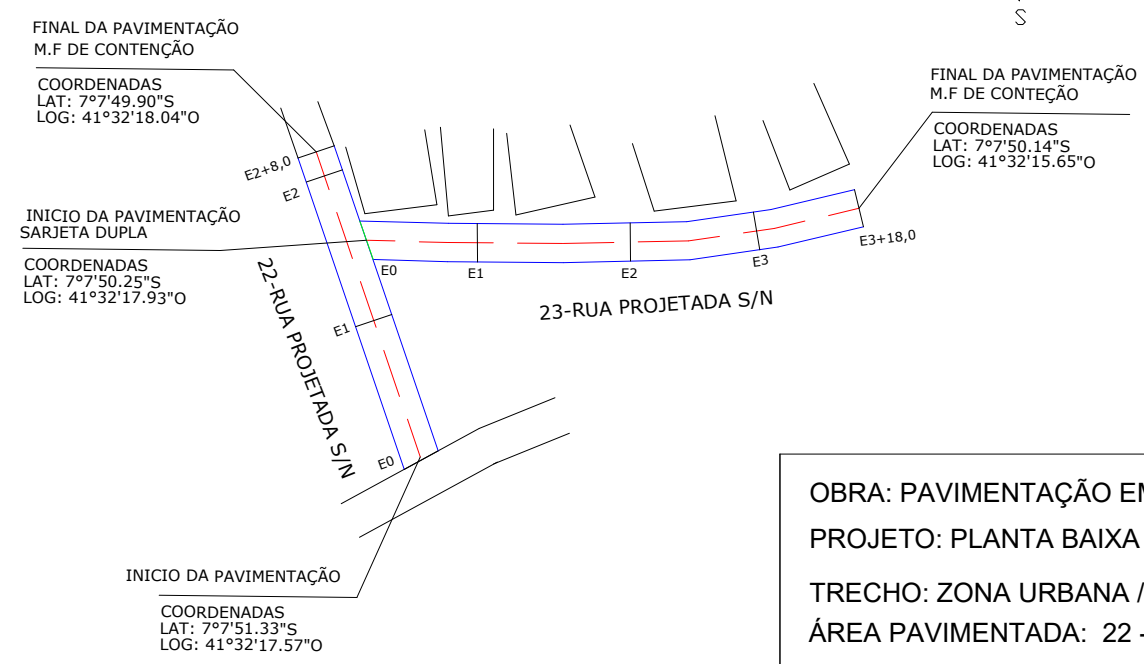 S
FINAL DA PAVIMENTAÇÃO
M.F DE CONTENÇÃO
COORDENADAS
LAT: 7°7'49.90"S
LOG: 41°32'18.04"O
FINAL DA PAVIMENTAÇÃO
M.F DE CONTEÇÃO
COORDENADAS
LAT: 7°7'50.14"S
LOG: 41°32'15.65"O
E2+8,0
E2
INICIO DA PAVIMENTAÇÃO
SARJETA DUPLA
COORDENADAS
LAT: 7°7'50.25"S
LOG: 41°32'17.93"O
E0
E1
E2
E3
E3+18,0
23-RUA PROJETADA S/N
22-RUA PROJETADA S/N
E1
E0
INICIO DA PAVIMENTAÇÃO
COORDENADAS
LAT: 7°7'51.33"S
LOG: 41°32'17.57"O
OBRA: PAVIMENTAÇÃO EM
PROJETO: PLANTA BAIXA
TRECHO: ZONA URBANA /
ÁREA PAVIMENTADA: 22 -